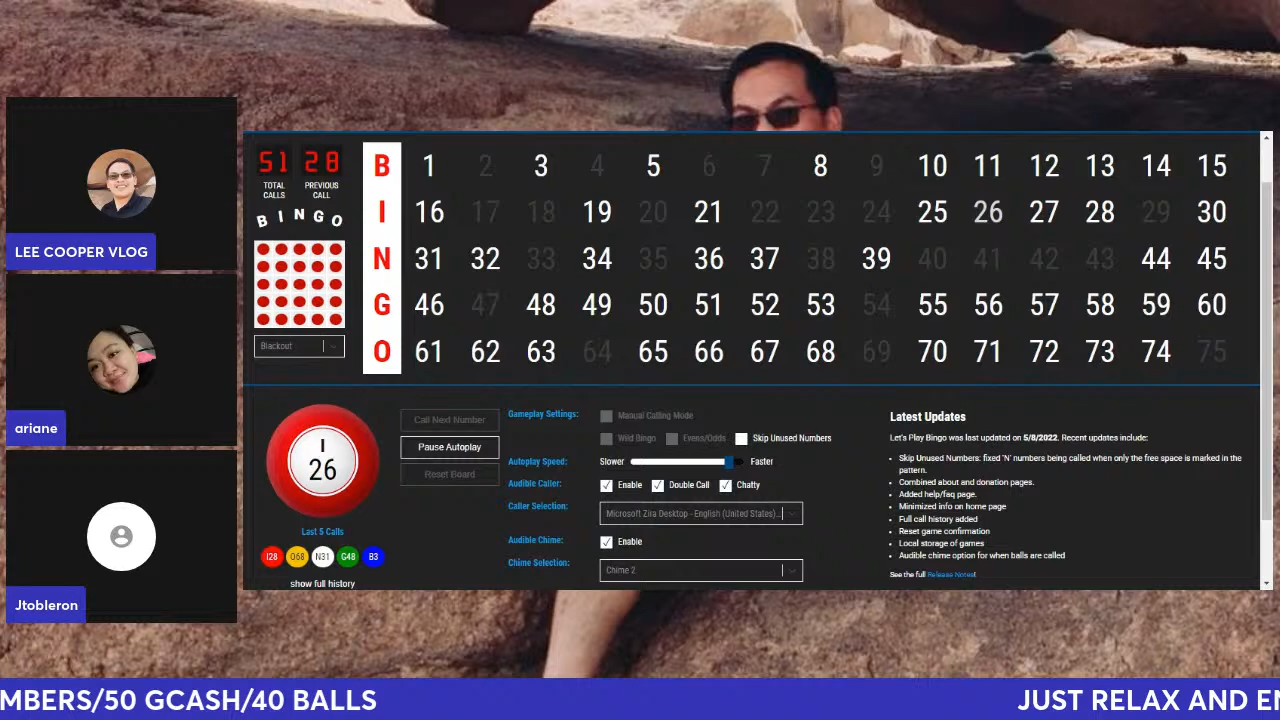 LEE COOPER VLOG
ariane
Jtobleron
51 28
TOTAL CALLS
PREVIOUS CALL
B I N G O
Blackout
B 1 2 3 4 5 6 7 8 9 10 11 12 13 14 15
I 16 17 18 19 20 21 22 23 24 25 26 27 28 29 30
N 31 32 33 34 35 36 37 38 39 40 41 42 43 44 45
G 46 47 48 49 50 51 52 53 54 55 56 57 58 59 60
O 61 62 63 64 65 66 67 68 69 70 71 72 73 74 75
I
26
Last 5 Calls
I28 O68 N31 G48 B3
show full history
Call Next Number
Pause Autoplay
Reset Board
Gameplay Settings:
Manual Calling Mode
Wild Bingo Evens/Odds Skip Unused Numbers
Autoplay Speed: Slower Faster
Audible Caller: Enable Double Call Chatty
Caller Selection: Microsoft Zira Desktop - English (United States)...
Audible Chime: Enable
Chime Selection: Chime 2
Latest Updates
Let's Play Bingo was last updated on 5/8/2022. Recent updates include:
Skip Unused Numbers: fixed 'N' numbers being called when only the free space is marked in the
pattern.
Combined about and donation pages.
Added help/faq page.
Minimized info on home page
Full call history added
Reset game confirmation
Local storage of games
Audible chime option for when balls are called
See the full Release Notes!
MBERS/50 GCASH/40 BALLS
JUST RELAX AND EN